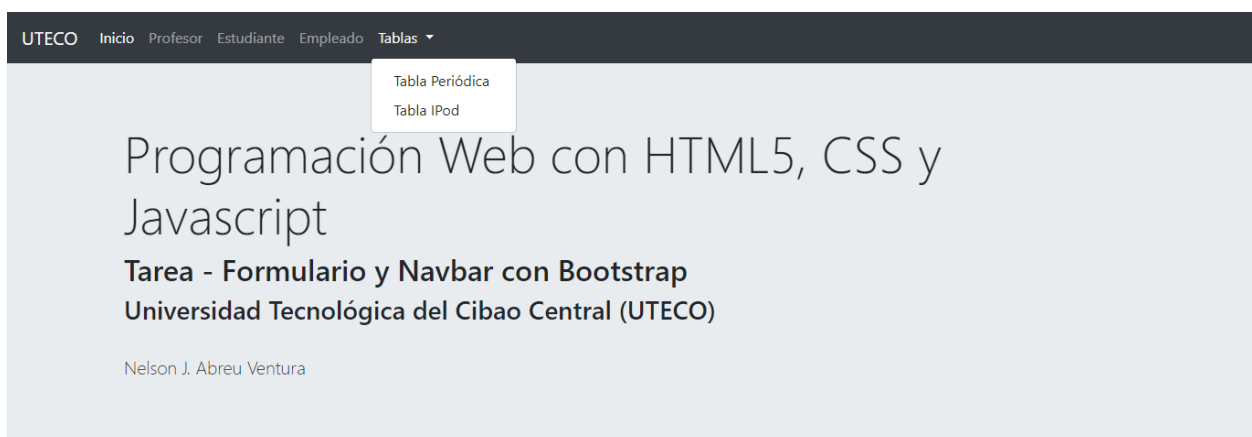 UTECO Inicio Profesor Estudiante Empleado Tablas
Tabla Periódica
Tabla IPod
Programación Web con HTML5, CSS y
Javascript
Tarea - Formulario y Navbar con Bootstrap
Universidad Tecnológica del Cibao Central (UTECO)
Nelson J. Abreu Ventura